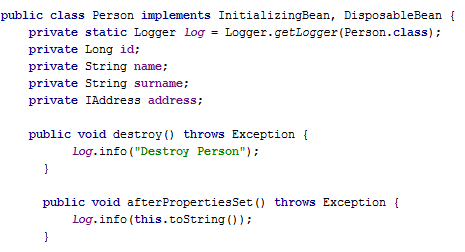 public class Person implements InitializingBean, DisposableBean {
private static Logger Log = Logger.getLogger(Person.class);
private Long id;
private String name;
private String surname;
private IAddress address;
public void destroy() throws Exception {
Log.info("Destroy Person");
}
public void afterPropertiesSet() throws Exception {
Log.info(this.toString());
}